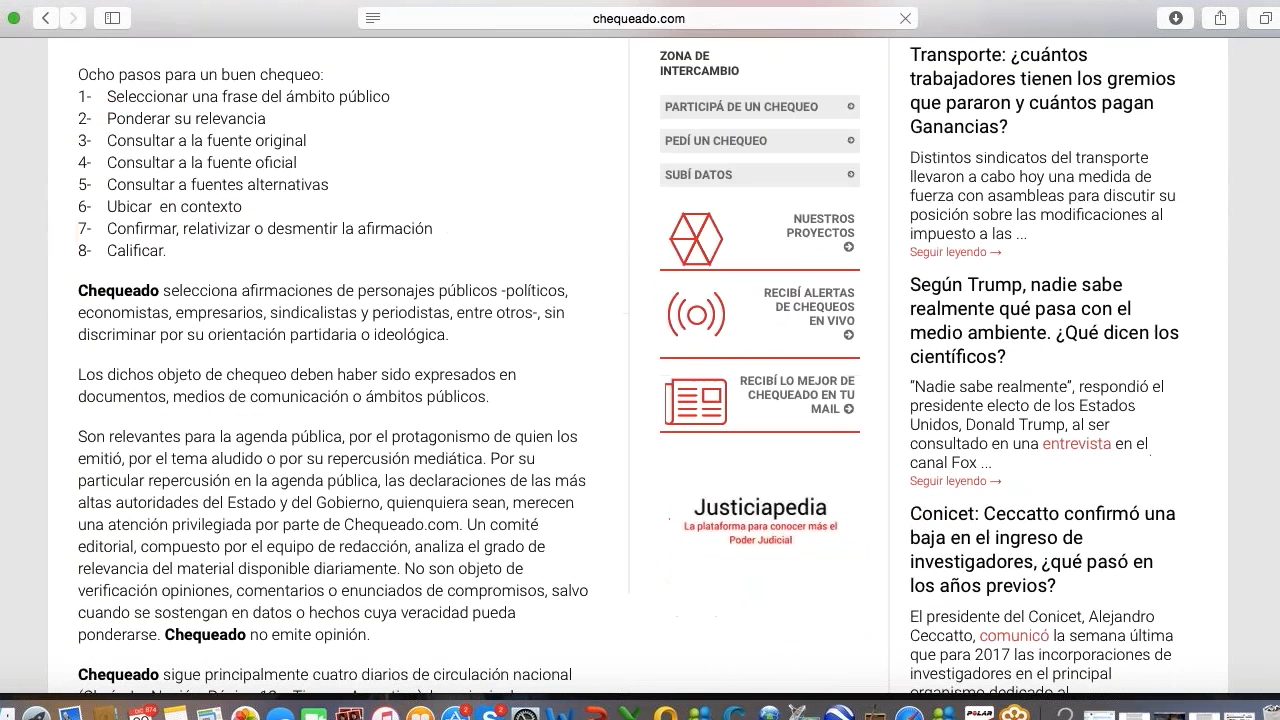 chequeado.com
Ocho pasos para un buen chequeo:
1- Seleccionar una frase del ámbito público
2- Ponderar su relevancia
3- Consultar a la fuente original
4- Consultar a la fuente oficial
5- Consultar a fuentes alternativas
6- Ubicar en contexto
7- Confirmar, relativizar o desmentir la afirmación
8- Calificar.
Chequeado selecciona afirmaciones de personajes públicos -políticos,
economistas, empresarios, sindicalistas y periodistas, entre otros-, sin
discriminar por su orientación partidaria o ideológica.
Los dichos objeto de chequeo deben haber sido expresados en
documentos, medios de comunicación o ámbitos públicos.
Son relevantes para la agenda pública, por el protagonismo de quien los
emitió, por el tema aludido o por su repercusión mediática. Por su
particular repercusión en la agenda pública, las declaraciones de las más
altas autoridades del Estado y del Gobierno, quienquiera sean, merecen
una atención privilegiada por parte de Chequeado.com. Un comité
editorial, compuesto por el equipo de redacción, analiza el grado de
relevancia del material disponible diariamente. No son objeto de
verificación opiniones, comentarios o enunciados de compromisos, salvo
cuando se sostengan en datos o hechos cuya veracidad pueda
ponderarse. Chequeado no emite opinión.
Chequeado sigue principalmente cuatro diarios de circulación nacional
ZONA DE
INTERCAMBIO
PARTICIPÁ DE UN CHEQUEO
PEDÍ UN CHEQUEO
SUBÍ DATOS
NUESTROS
PROYECTOS
RECIBÍ ALERTAS
DE CHEQUEOS
EN VIVO
RECIBÍ LO MEJOR DE
CHEQUEADO EN TU
MAIL
Justiciapedia
La plataforma para conocer más el
Poder Judicial
Transporte: ¿cuántos
trabajadores tienen los gremios
que pararon y cuántos pagan
Ganancias?
Distintos sindicatos del transporte
llevaron a cabo hoy una medida de
fuerza con asambleas para discutir su
posición sobre las modificaciones al
impuesto a las ...
Seguir leyendo →
Según Trump, nadie sabe
realmente qué pasa con el
medio ambiente. ¿Qué dicen los
científicos?
“Nadie sabe realmente”, respondió el
presidente electo de los Estados
Unidos, Donald Trump, al ser
consultado en una entrevista en el
canal Fox ...
Seguir leyendo →
Conicet: Ceccatto confirmó una
baja en el ingreso de
investigadores, ¿qué pasó en
los años previos?
El presidente del Conicet, Alejandro
Ceccatto, comunicó la semana última
que para 2017 las incorporaciones de
investigadores en el principal
organismo dedicado al
POLAR